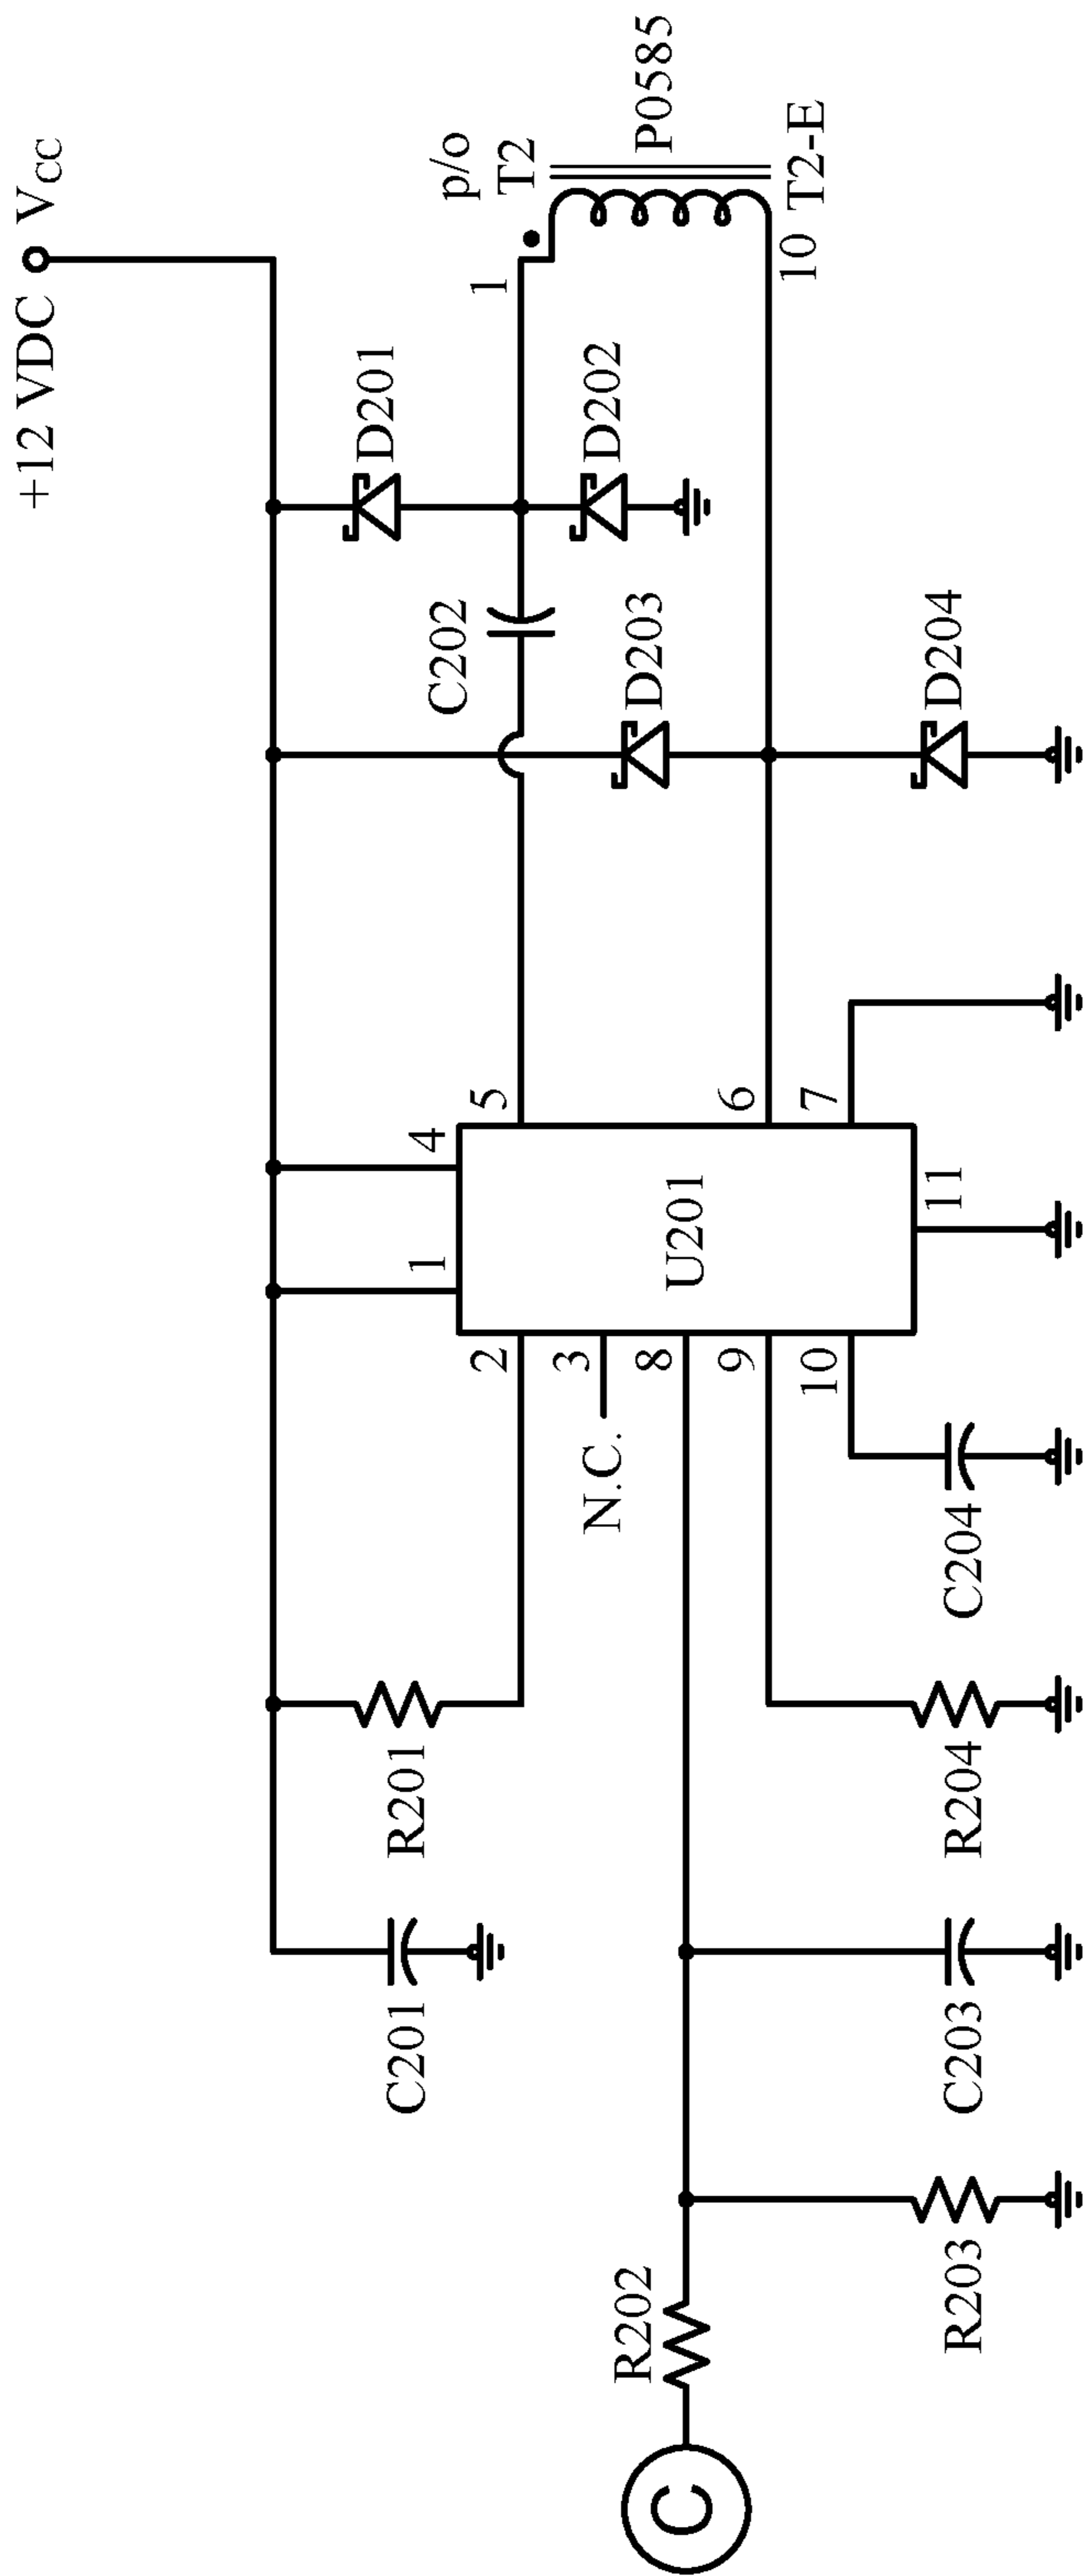 +12 VDC V_CC
D201
p/o
T2
1
P0585
10 T2-E
D202
C202
D203
D204
1
4
5
6
7
11
U201
2
3
8
9
10
N.C.
R201
C201
C204
R204
C203
R203
R202
C